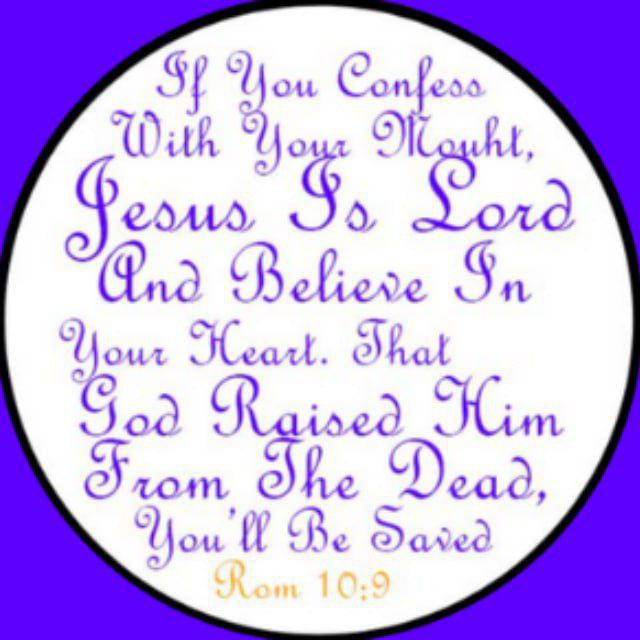 If You Confess
With Your Mouht,
Jesus Is Lord
And Believe In
Your Heart. That
God Raised Him
From The Dead,
You'll Be Saved
Rom 10:9